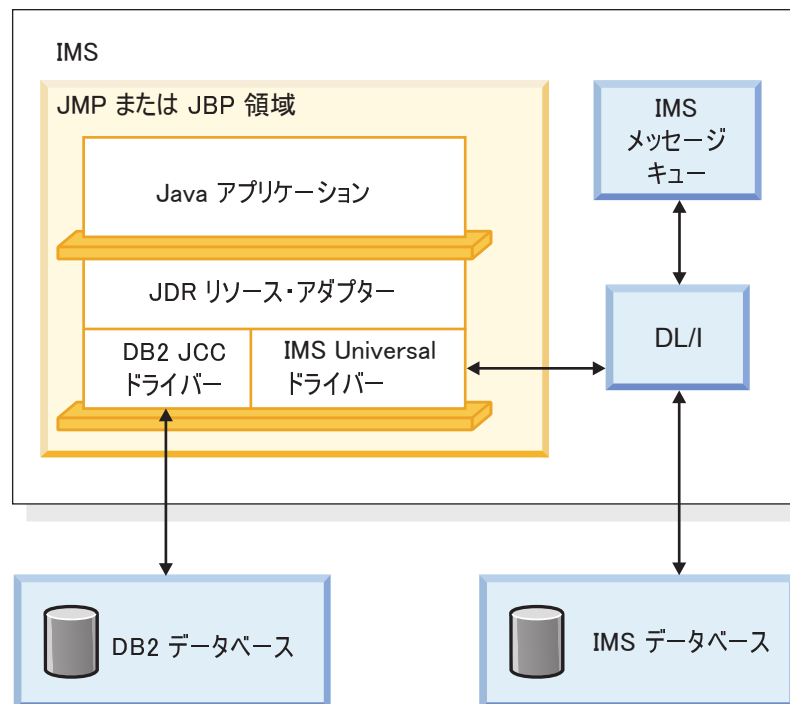 IMS
JMP または JBP 領域
Java アプリケーション
JDR リソース・アダプター
DB2 JCC
ドライバー
IMS Universal
ドライバー
IMS
メッセージ
キュー
DL/I
DB2 データベース
IMS データベース